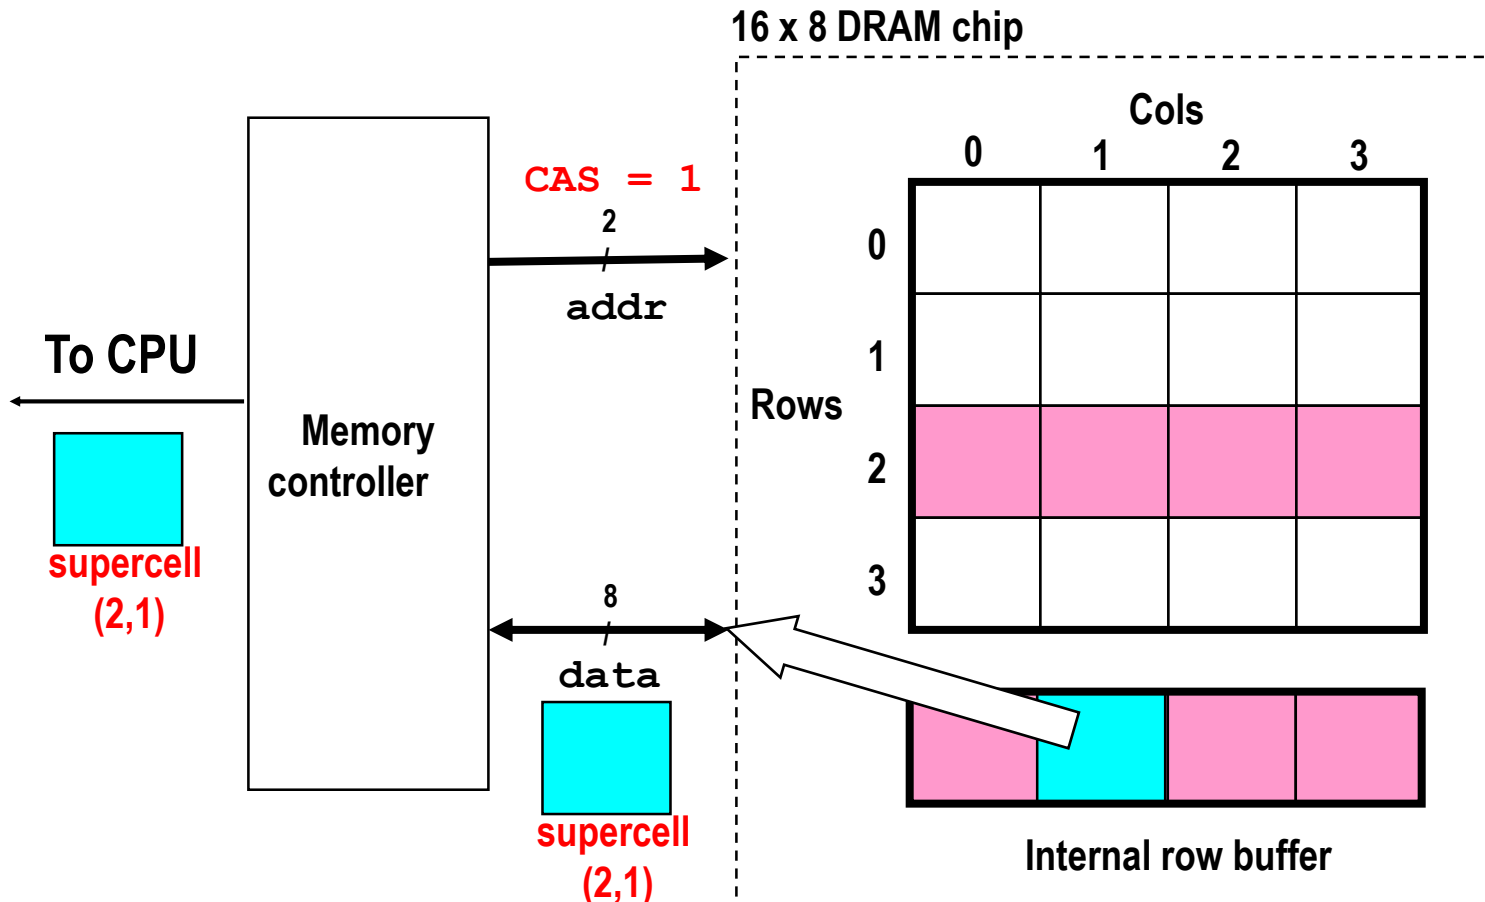 16 x 8 DRAM chip
Cols
0 1 2 3
CAS = 1
2
addr
0
1
Rows
2
3
To CPU
Memory
controller
supercell
(2,1)
8
data
supercell
(2,1)
Internal row buffer